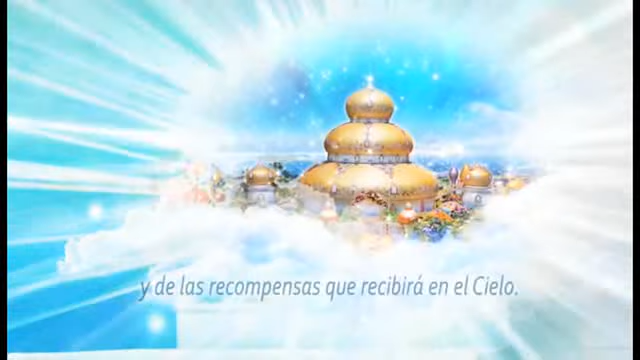 y de las recompensas que recibirá en el Cielo.